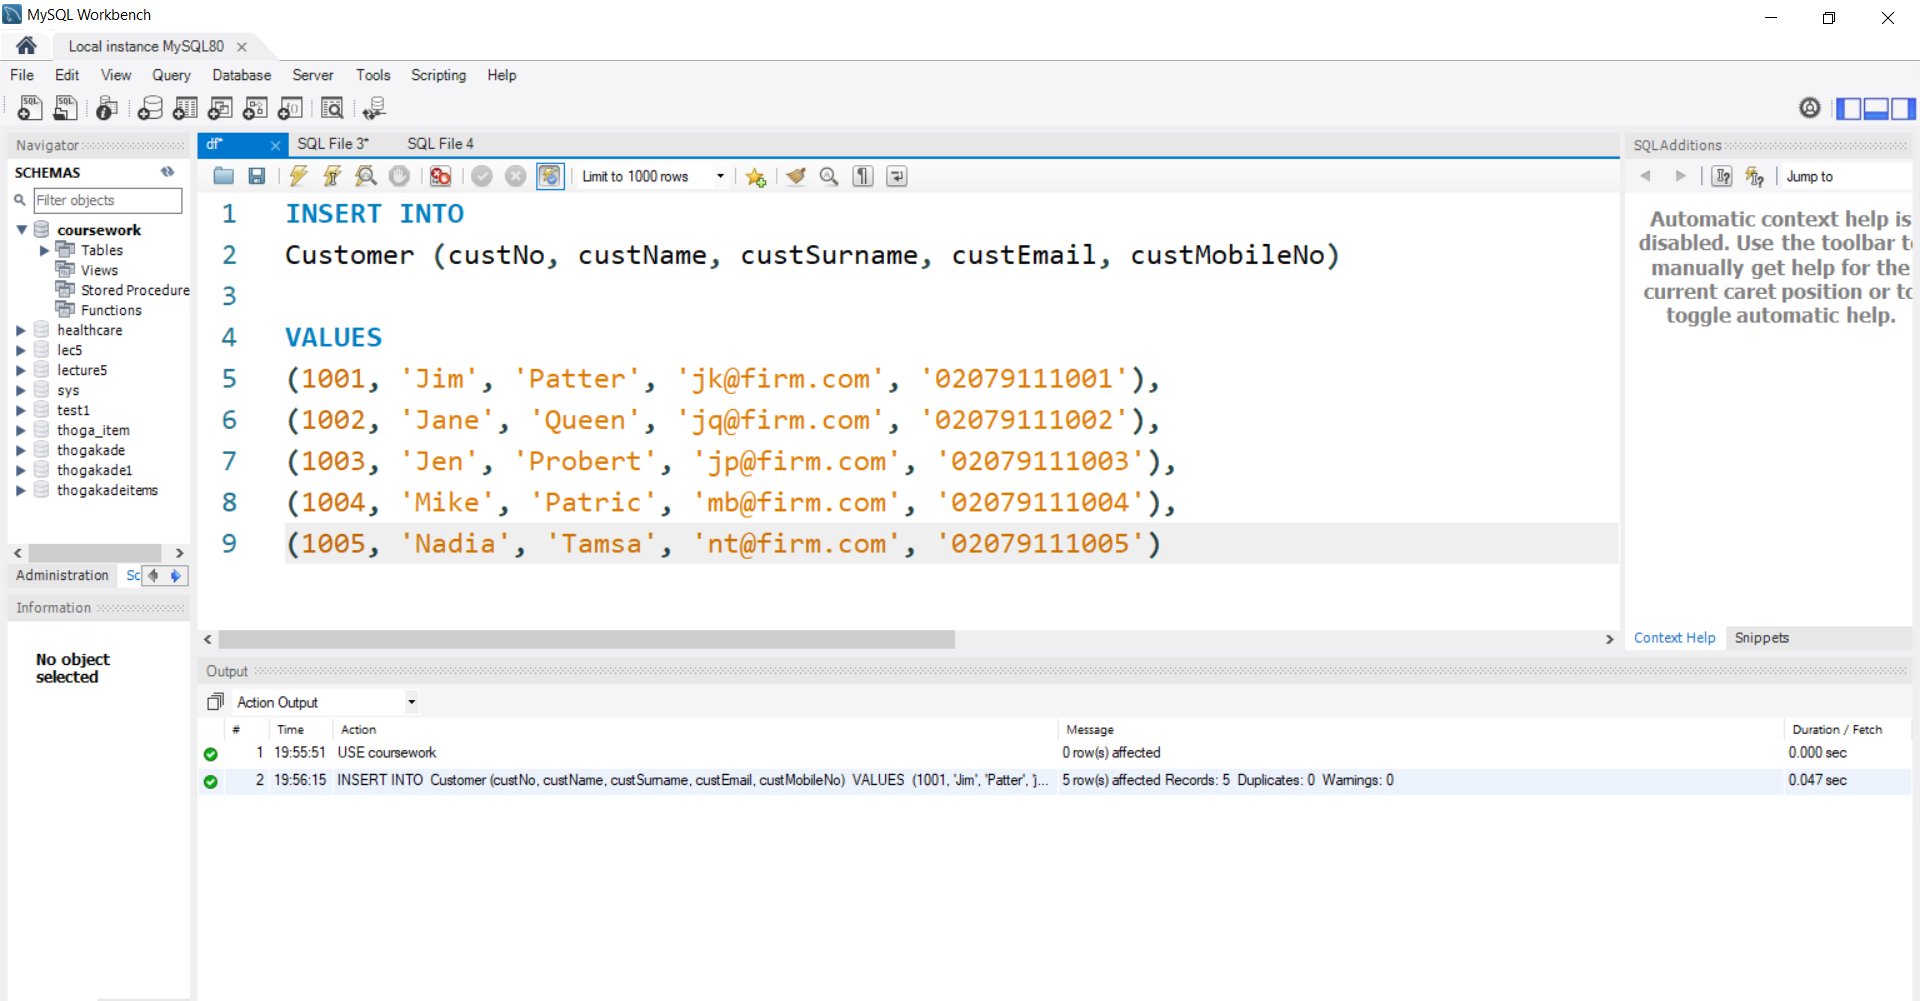 MySQL Workbench
Local instance MySQL80
File Edit View Query Database Server Tools Scripting Help
Navigator
SCHEMAS
Filter objects
coursework
Tables
Views
Stored Procedure
Functions
healthcare
lec5
lecture5
sys
test1
thoga_item
thogakade
thogakade1
thogakadeitems
Administration Sc
Information
No object
selected
df* SQL File 3* SQL File 4
Limit to 1000 rows
1 INSERT INTO
2 Customer (custNo, custName, custSurname, custEmail, custMobileNo)
3
4 VALUES
5 (1001, 'Jim', 'Patter', 'jk@firm.com', '02079111001'),
6 (1002, 'Jane', 'Queen', 'jq@firm.com', '02079111002'),
7 (1003, 'Jen', 'Probert', 'jp@firm.com', '02079111003'),
8 (1004, 'Mike', 'Patric', 'mb@firm.com', '02079111004'),
9 (1005, 'Nadia', 'Tamsa', 'nt@firm.com', '02079111005')
SQLAdditions
Jump to
Automatic context help is
disabled. Use the toolbar t
manually get help for the
current caret position or to
toggle automatic help.
Context Help Snippets
Output
Action Output
# Time Action Message Duration / Fetch
1 19:55:51 USE coursework 0 row(s) affected 0.000 sec
2 19:56:15 INSERT INTO Customer (custNo, custName, custSurname, custEmail, custMobileNo) VALUES (1001, 'Jim', 'Patter', 'j... 5 row(s) affected Records: 5 Duplicates: 0 Warnings: 0 0.047 sec